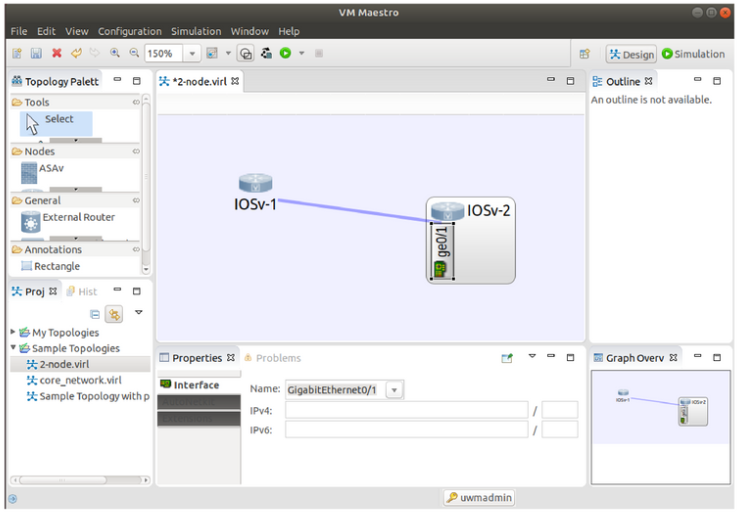 VM Maestro
File Edit View Configuration Simulation Window Help
150%
Design Simulation
Topology Palett
Tools
Select
Nodes
ASAv
General
External Router
Annotations
Rectangle
*2-node.virl
IOSv-1
IOSv-2
ge0/1
Outline
An outline is not available.
Proj Hist
My Topologies
Sample Topologies
2-node.virl
core_network.virl
Sample Topology with p
Properties Problems
Interface
Name: GigabitEthernet0/1
IPv4: /
IPv6: /
Graph Overv
IOSv-1
IOSv-2
uwmadmin